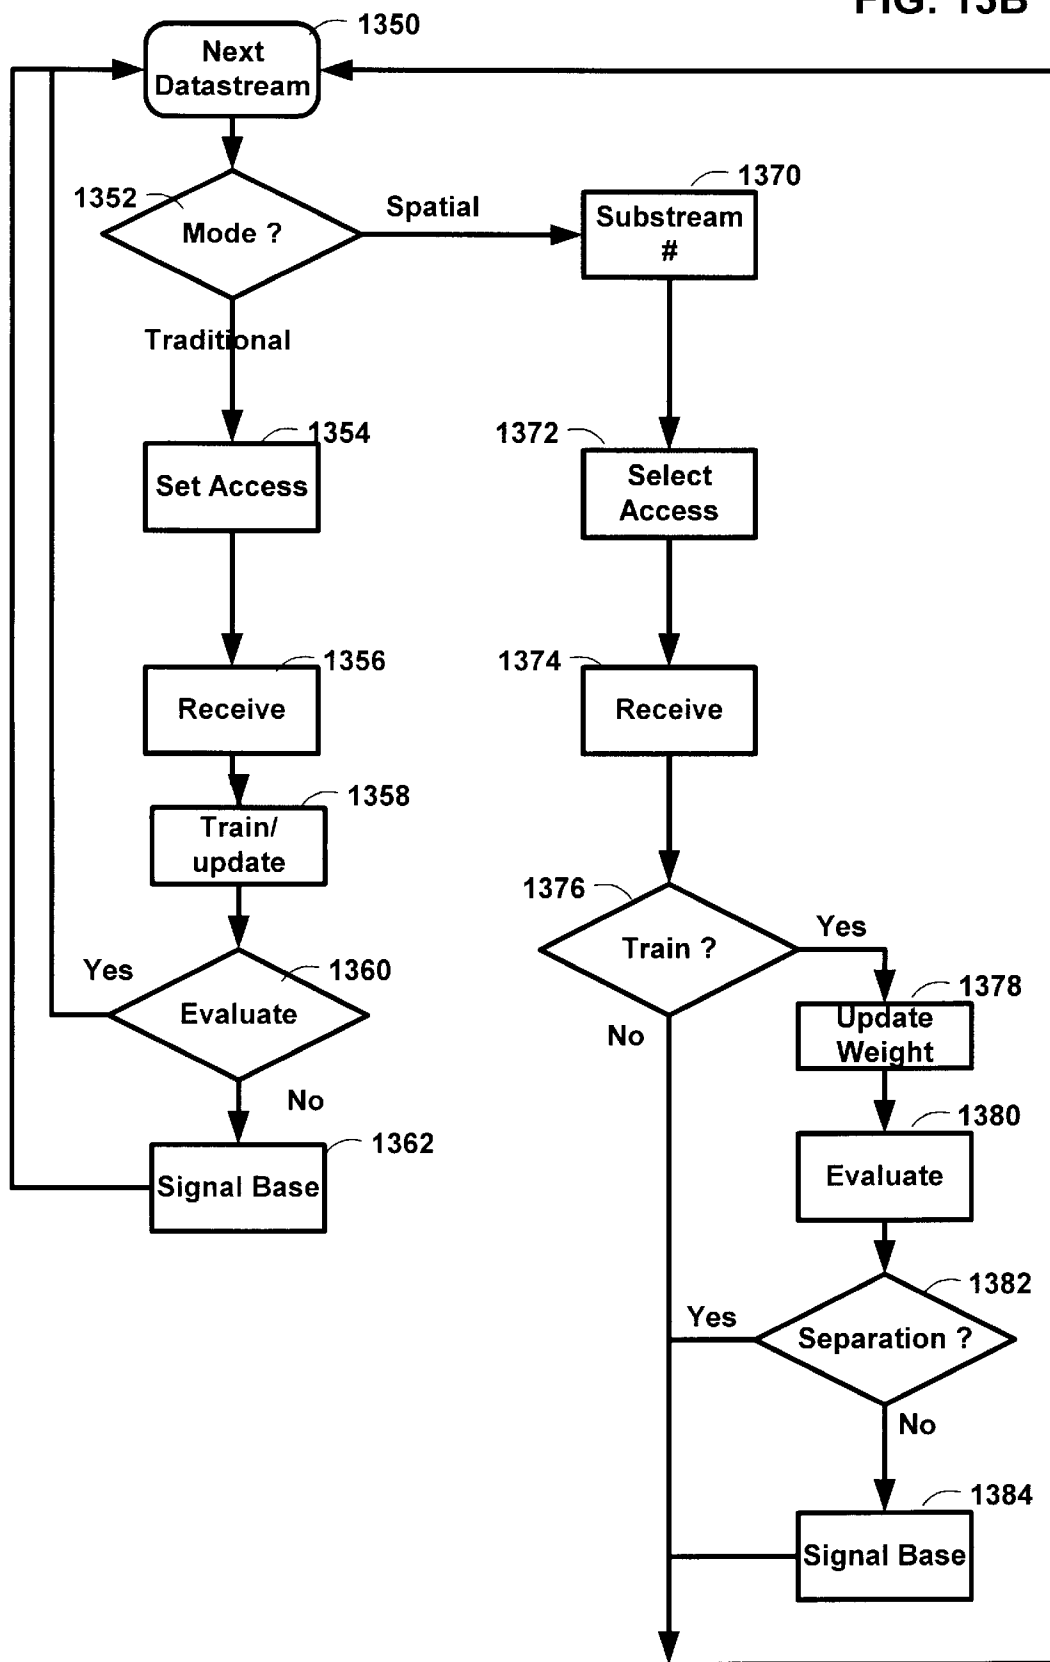 FIG. 13B
1350
Next
Datastream
1352
Mode ?
Spatial
1370
Substream
#
Traditional
1354
Set Access
1372
Select
Access
1356
Receive
1374
Receive
1358
Train/
update
1376
Train ?
Yes
No
1360
Yes
Evaluate
No
1378
Update
Weight
1380
Evaluate
1362
Signal Base
1382
Yes
Separation ?
No
1384
Signal Base